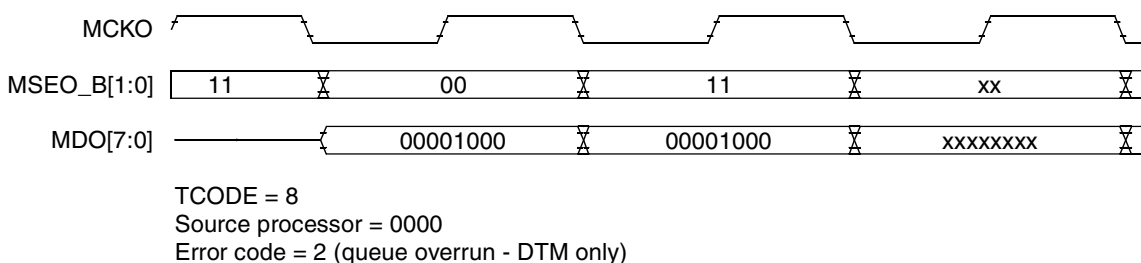 MCKO
MSEO_B[1:0] 11 00 11 xx
MDO[7:0] 00001000 00001000 xxxxxxxx
TCODE = 8
Source processor = 0000
Error code = 2 (queue overrun - DTM only)